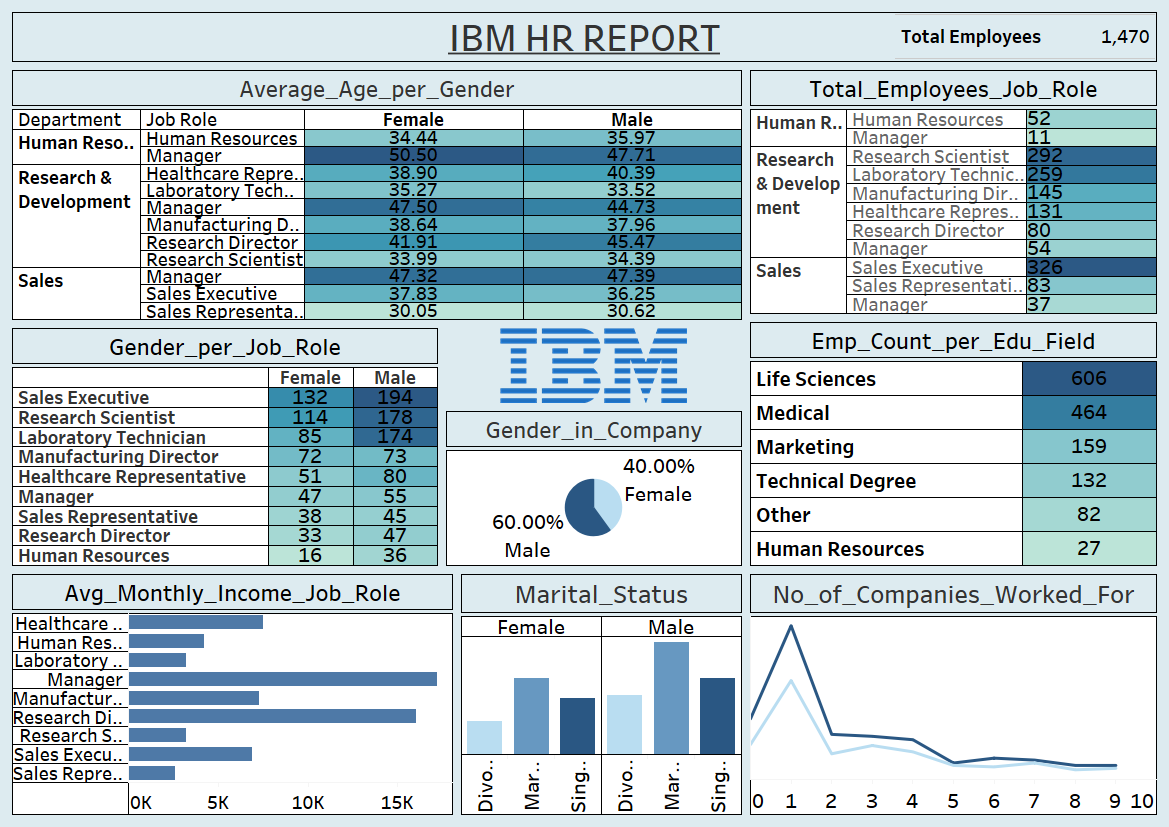 IBM HR REPORT
Total Employees 1,470
Average_Age_per_Gender
Department Job Role Female Male
Human Reso.. Human Resources 34.44 35.97
Manager 50.50 47.71
Research & Development Healthcare Repre.. 38.90 40.39
Laboratory Tech.. 35.27 33.52
Manager 47.50 44.73
Manufacturing D.. 38.64 37.96
Research Director 41.91 45.47
Research Scientist 33.99 34.39
Sales Manager 47.32 47.39
Sales Executive 37.83 36.25
Sales Representa.. 30.05 30.62
Total_Employees_Job_Role
Human R.. Human Resources 52
Manager 11
Research & Develop ment Research Scientist 292
Laboratory Technic.. 259
Manufacturing Dir.. 145
Healthcare Repres.. 131
Research Director 80
Manager 54
Sales Sales Executive 326
Sales Representati.. 83
Manager 37
Gender_per_Job_Role
Female Male
Sales Executive 132 194
Research Scientist 114 178
Laboratory Technician 85 174
Manufacturing Director 72 73
Healthcare Representative 51 80
Manager 47 55
Sales Representative 38 45
Research Director 33 47
Human Resources 16 36
IBM
Gender_in_Company
40.00%
Female
60.00%
Male
Emp_Count_per_Edu_Field
Life Sciences 606
Medical 464
Marketing 159
Technical Degree 132
Other 82
Human Resources 27
Avg_Monthly_Income_Job_Role
Healthcare ..
Human Res..
Laboratory ..
Manager
Manufactur..
Research Di..
Research S..
Sales Execu..
Sales Repre..
0K 5K 10K 15K
Marital_Status
Female Male
Divo.. Mar.. Sing.. Divo.. Mar.. Sing..
No_of_Companies_Worked_For
0 1 2 3 4 5 6 7 8 9 10